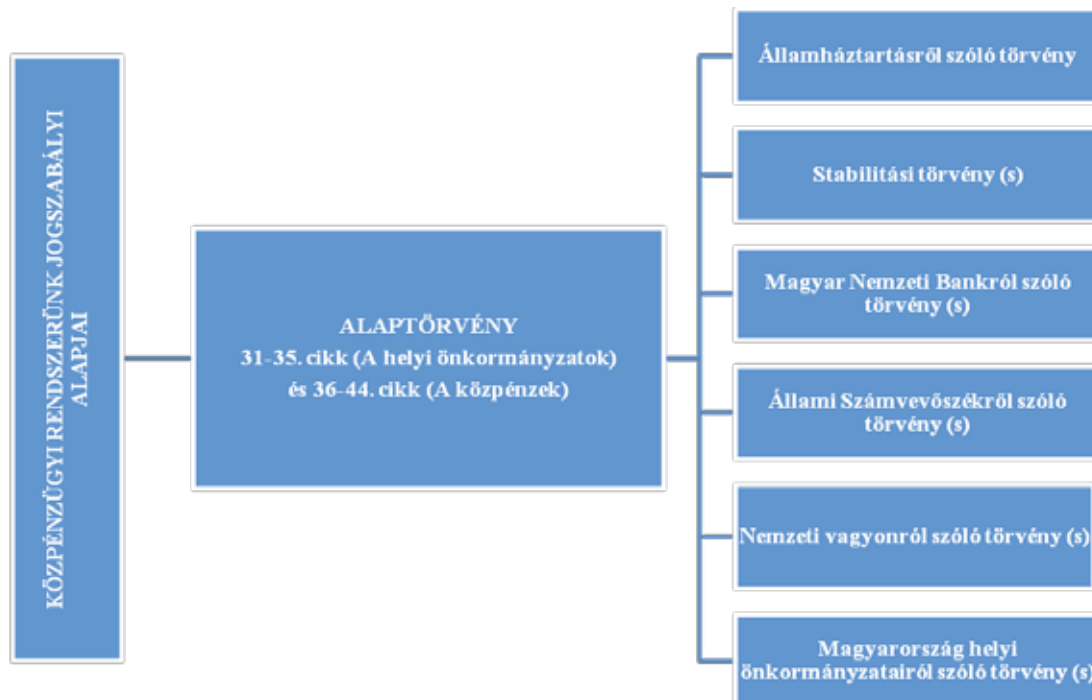 KÖZPÉNZÜGYI RENDSZERÜNK JOGSZABÁLYI
ALAPJAI
ALAPTÖRVÉNY
31-35. cikk (A helyi önkormányzatok)
és 36-44. cikk (A közpénzek)
Államháztartásről szóló törvény
Stabilitási törvény (s)
Magyar Nemzeti Bankról szóló
törvény (s)
Állami Számvevőszékről szóló
törvény (s)
Nemzeti vagyonról szóló törvény (s)
Magyarország helyi
önkormányzatairól szóló törvény (s)